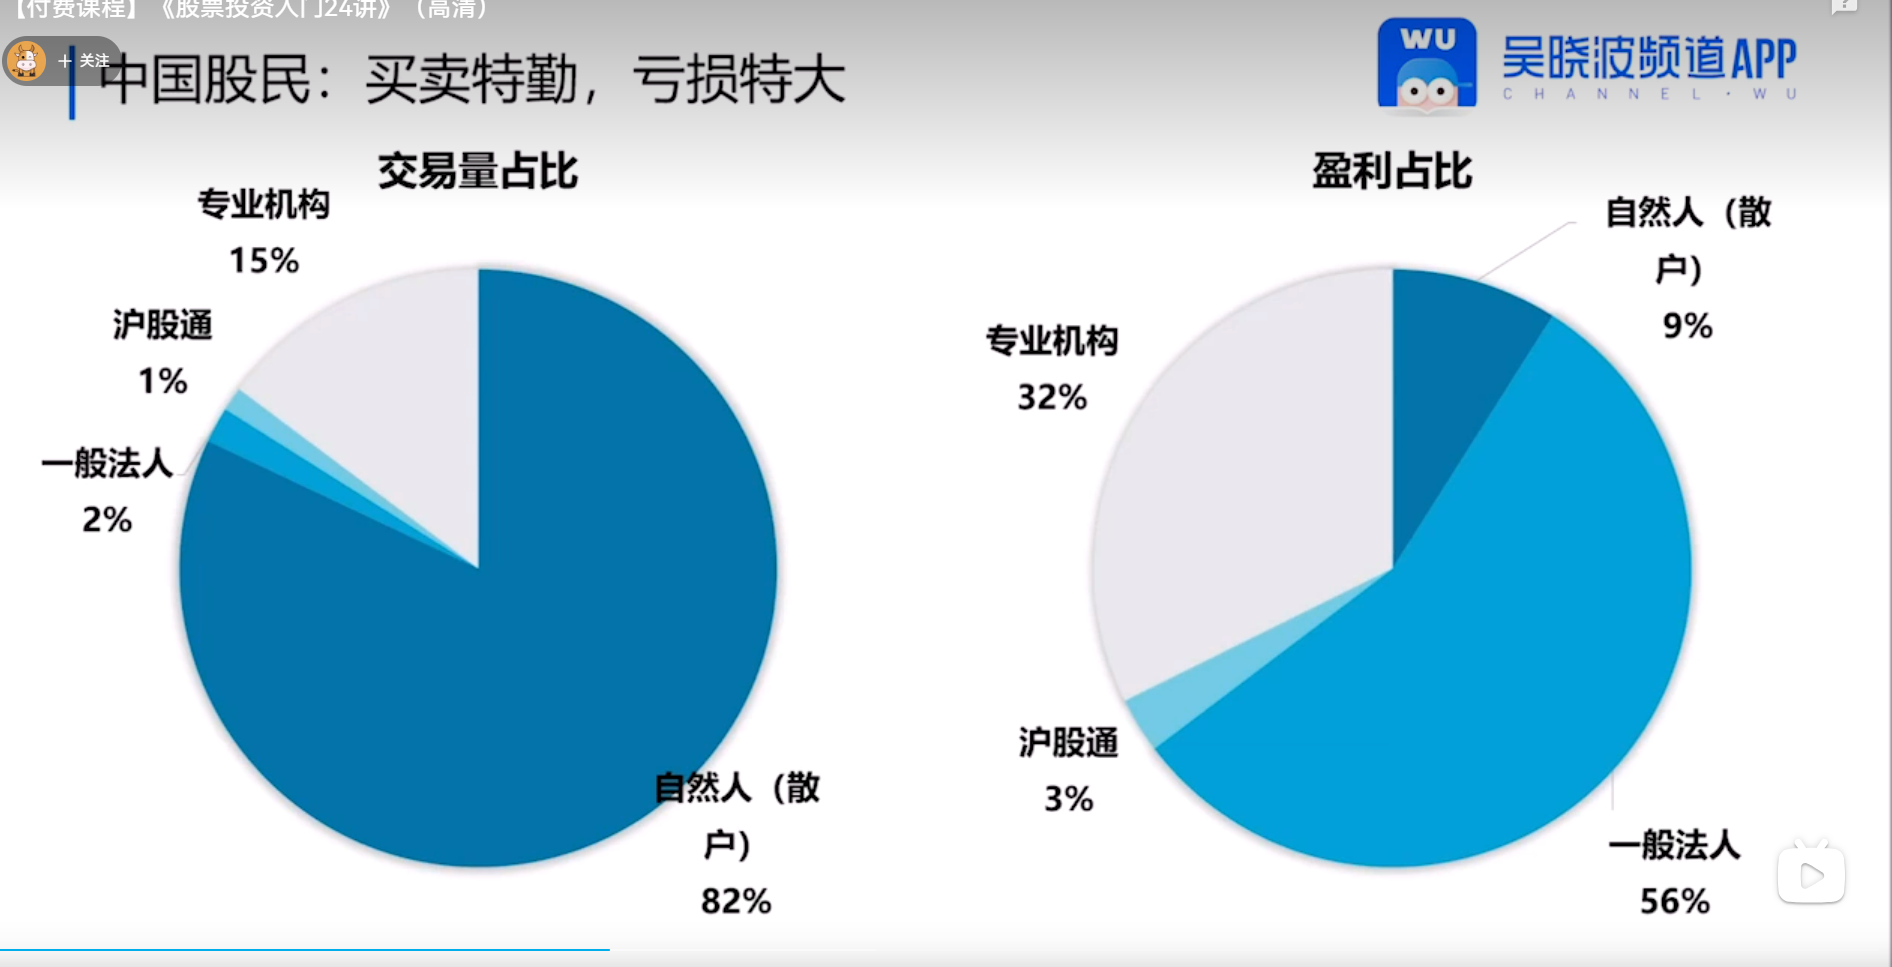 【付费课程】《股票投资入门24讲》（高清）
+ 关注
中国股民：买卖特勤，亏损特大
WU
吴晓波频道APP
CHANNEL·WU
交易量占比
专业机构
15%
沪股通
1%
一般法人
2%
自然人（散
户）
82%
盈利占比
自然人（散
户）
9%
专业机构
32%
沪股通
3%
一般法人
56%